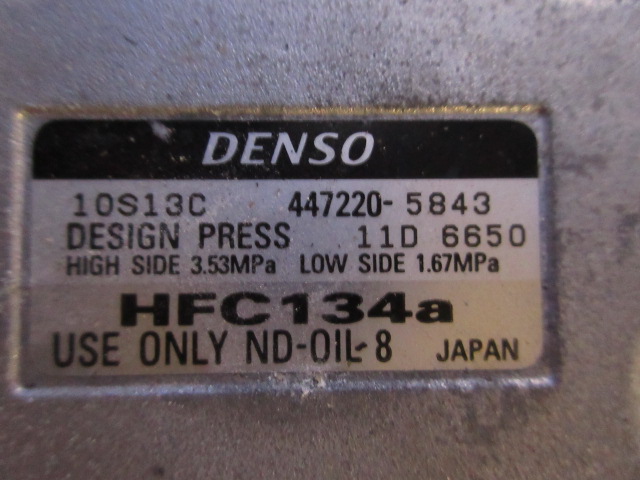 DENSO
10S13C 447220-5843
DESIGN PRESS 11D 6650
HIGH SIDE 3.53MPa LOW SIDE 1.67MPa
HFC134a
USE ONLY ND-OIL-8 JAPAN